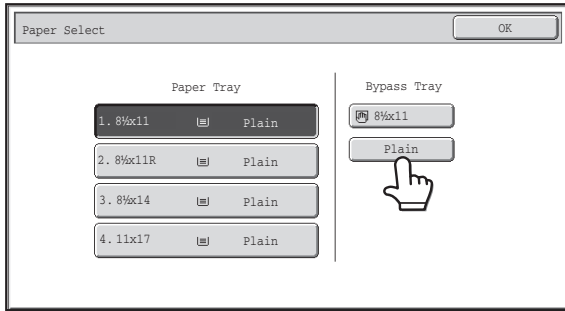 Paper Select
OK
Paper Tray
1. 8½x11 Plain
2. 8½x11R Plain
3. 8½x14 Plain
4. 11x17 Plain
Bypass Tray
8½x11
Plain